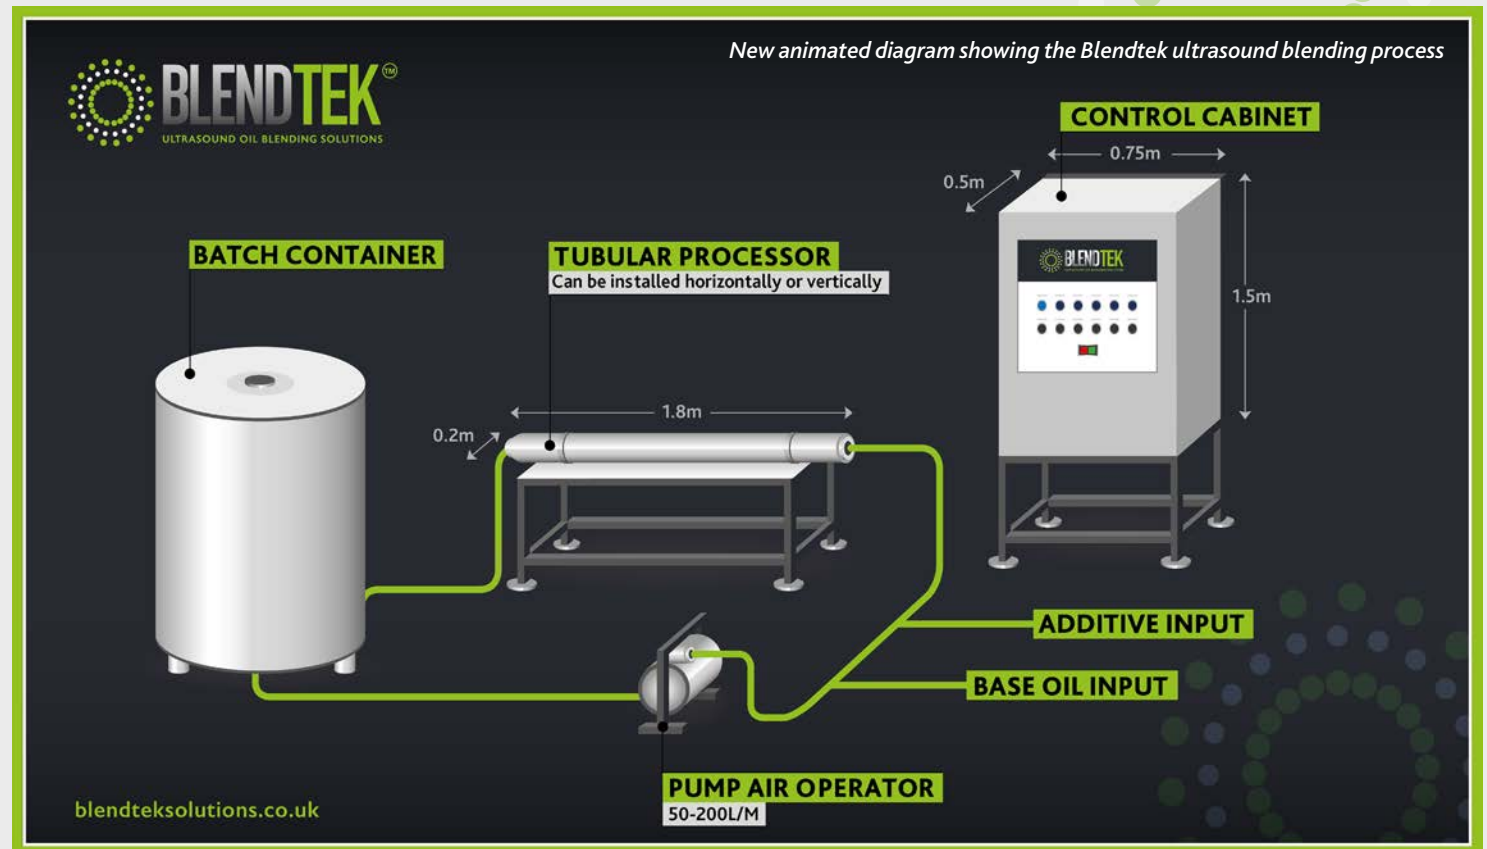 New animated diagram showing the Blendtek ultrasound blending process
BLENDTEK™
ULTRASOUND OIL BLENDING SOLUTIONS
CONTROL CABINET
0.75m
0.5m
BATCH CONTAINER
TUBULAR PROCESSOR
Can be installed horizontally or vertically
BLENDTEK
1.5m
1.8m
0.2m
ADDITIVE INPUT
BASE OIL INPUT
PUMP AIR OPERATOR
50-200L/M
blendteksolutions.co.uk